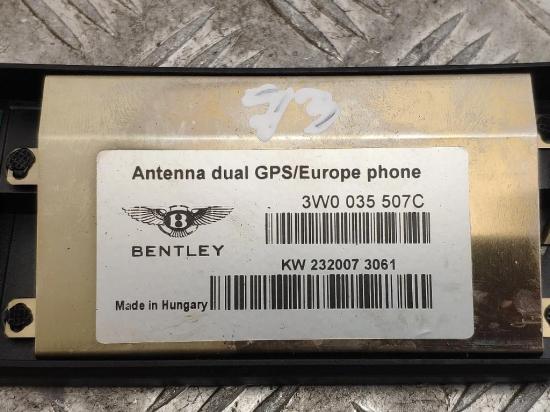 Antenna dual GPS/Europe phone
3W0 035 507C
B
BENTLEY
KW 232007 3061
Made in Hungary